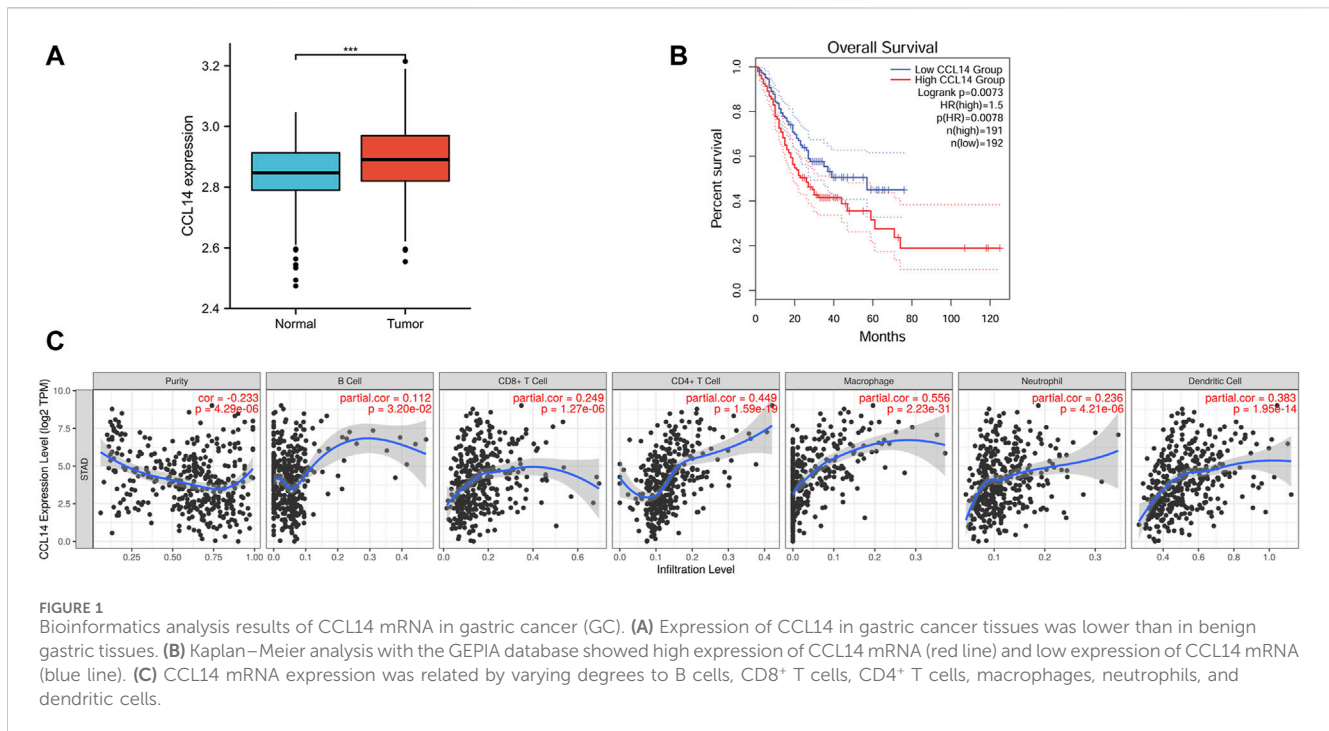 A
***
CCL14 expression
3.2
3.0
2.8
2.6
2.4
Normal
Tumor
B
Overall Survival
Low CCL14 Group
High CCL14 Group
Logrank p=0.0073
HR(high)=1.5
p(HR)=0.0078
n(high)=191
n(low)=192
Percent survival
1.0
0.8
0.6
0.4
0.2
0.0
0 20 40 60 80 100 120
Months
C
CCL14 Expression Level (log2 TPM)
STAD
10.0
7.5
5.0
2.5
0.0
Purity
cor = -0.233
p = 4.29e-06
0.25 0.50 0.75 1.00
B Cell
partial.cor = 0.112
p = 3.20e-02
0.0 0.1 0.2 0.3 0.4
CD8+ T Cell
partial.cor = 0.249
p = 1.27e-06
0.0 0.2 0.4 0.6
CD4+ T Cell
partial.cor = 0.449
p = 1.59e-19
0.0 0.1 0.2 0.3 0.4
Macrophage
partial.cor = 0.556
p = 2.23e-31
0.0 0.1 0.2 0.3
Neutrophil
partial.cor = 0.236
p = 4.21e-06
0.1 0.2 0.3
Dendritic Cell
partial.cor = 0.383
p = 1.95e-14
0.4 0.6 0.8 1.0
Infiltration Level
FIGURE 1
Bioinformatics analysis results of CCL14 mRNA in gastric cancer (GC). (A) Expression of CCL14 in gastric cancer tissues was lower than in benign
gastric tissues. (B) Kaplan–Meier analysis with the GEPIA database showed high expression of CCL14 mRNA (red line) and low expression of CCL14 mRNA
(blue line). (C) CCL14 mRNA expression was related by varying degrees to B cells, CD8⁺ T cells, CD4⁺ T cells, macrophages, neutrophils, and
dendritic cells.